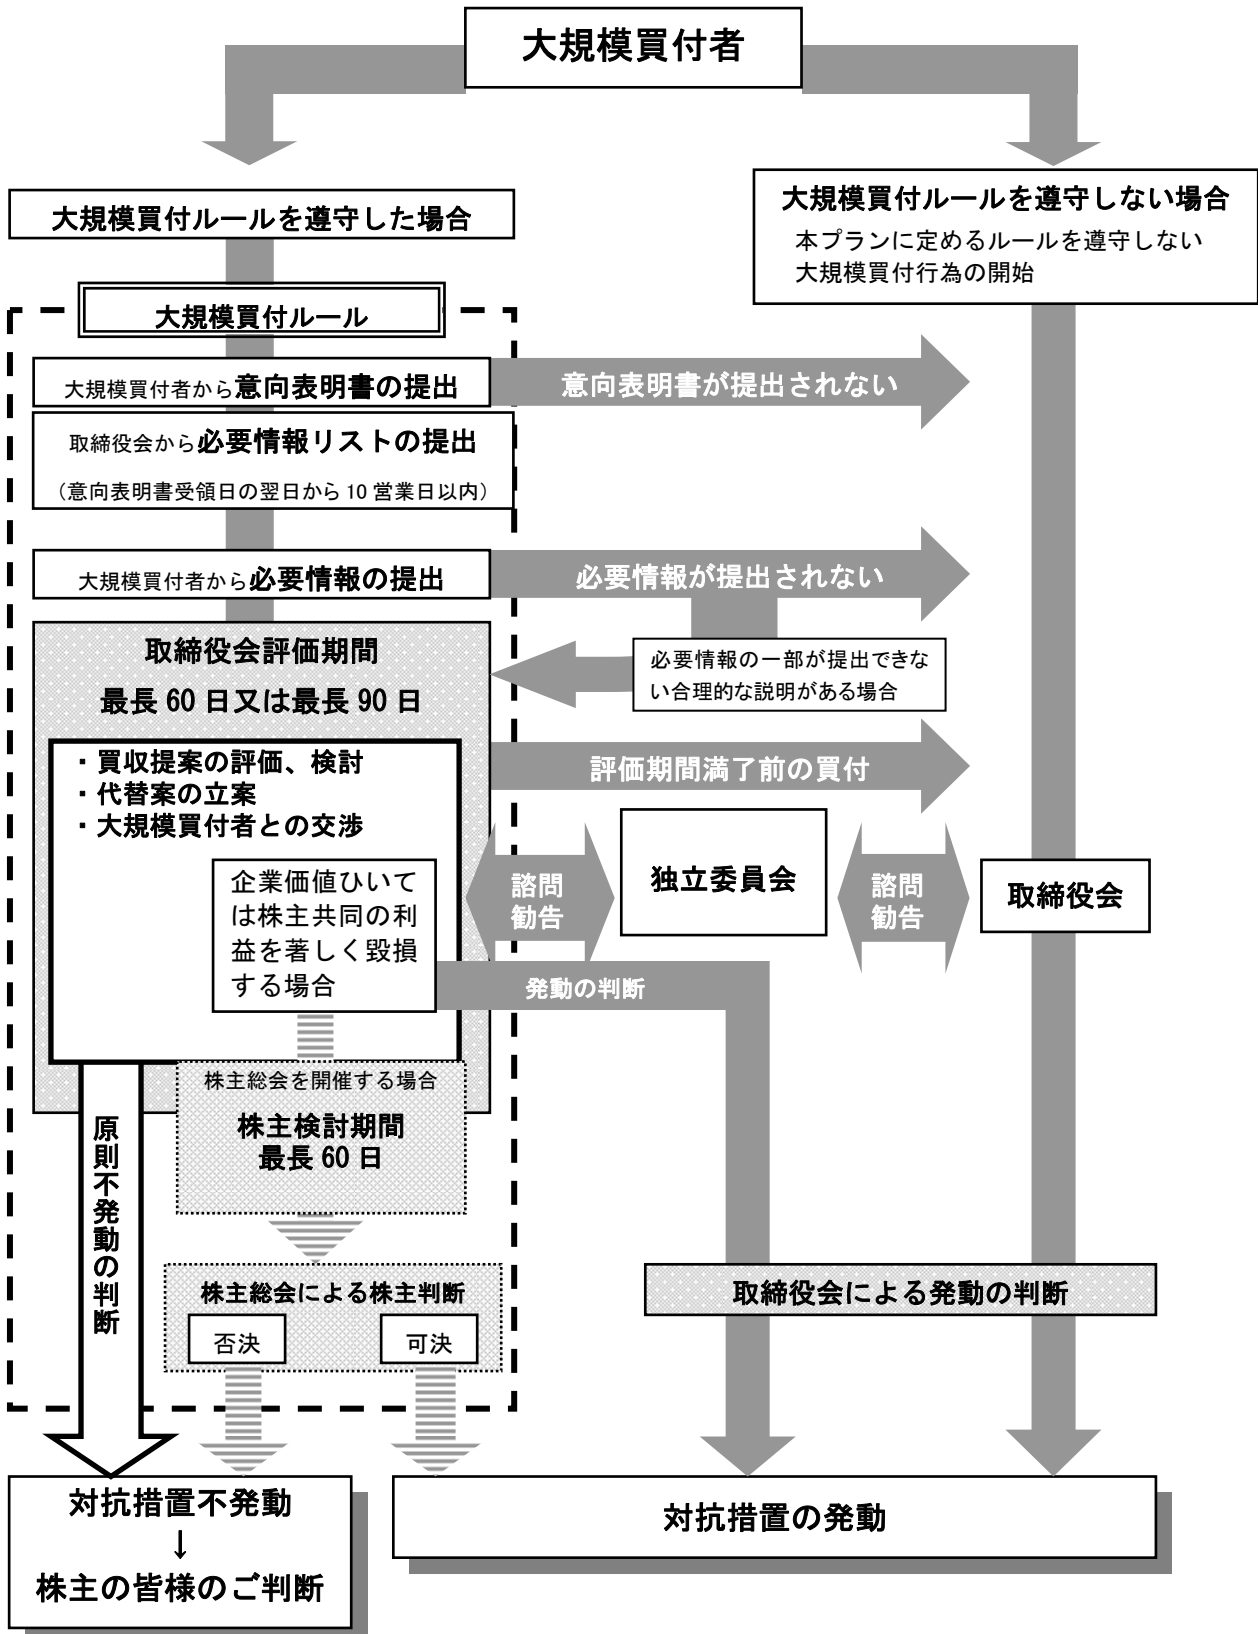 大規模買付者
大規模買付ルールを遵守した場合
大規模買付ルールを遵守しない場合
本プランに定めるルールを遵守しない
大規模買付行為の開始
大規模買付ルール
大規模買付者から意向表明書の提出
意向表明書が提出されない
取締役会から必要情報リストの提出
（意向表明書受領日の翌日から 10 営業日以内）
大規模買付者から必要情報の提出
必要情報が提出されない
必要情報の一部が提出できな
い合理的な説明がある場合
取締役会評価期間
最長 60 日又は最長 90 日
・買収提案の評価、検討
・代替案の立案
・大規模買付者との交渉
評価期間満了前の買付
企業価値ひいて
は株主共同の利
益を著しく毀損
する場合
諮問
勧告
独立委員会
諮問
勧告
取締役会
発動の判断
株主総会を開催する場合
株主検討期間
最長 60 日
原則不発動の判断
株主総会による株主判断
否決
可決
取締役会による発動の判断
対抗措置不発動
↓
株主の皆様のご判断
対抗措置の発動